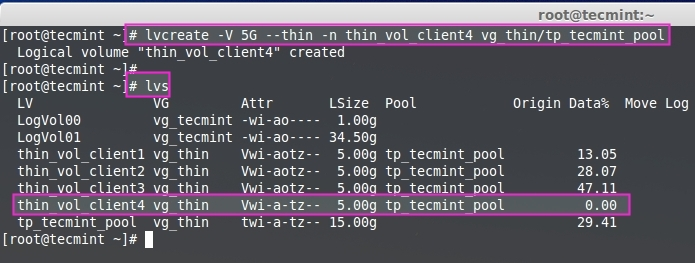 root@tecmint:~
[root@tecmint ~]# lvcreate -V 5G --thin -n thin_vol_client4 vg_thin/tp_tecmint_pool
  Logical volume "thin_vol_client4" created
[root@tecmint ~]#
[root@tecmint ~]# lvs
  LV               VG         Attr       LSize  Pool            Origin Data%  Move Log
  LogVol00         vg_tecmint -wi-ao----  1.00g
  LogVol01         vg_tecmint -wi-ao---- 34.50g
  thin_vol_client1 vg_thin    Vwi-aotz--  5.00g tp_tecmint_pool         13.05
  thin_vol_client2 vg_thin    Vwi-aotz--  5.00g tp_tecmint_pool         28.07
  thin_vol_client3 vg_thin    Vwi-aotz--  5.00g tp_tecmint_pool         47.11
  thin_vol_client4 vg_thin    Vwi-a-tz--  5.00g tp_tecmint_pool          0.00
  tp_tecmint_pool  vg_thin    twi-a-tz-- 15.00g                         29.41
[root@tecmint ~]#